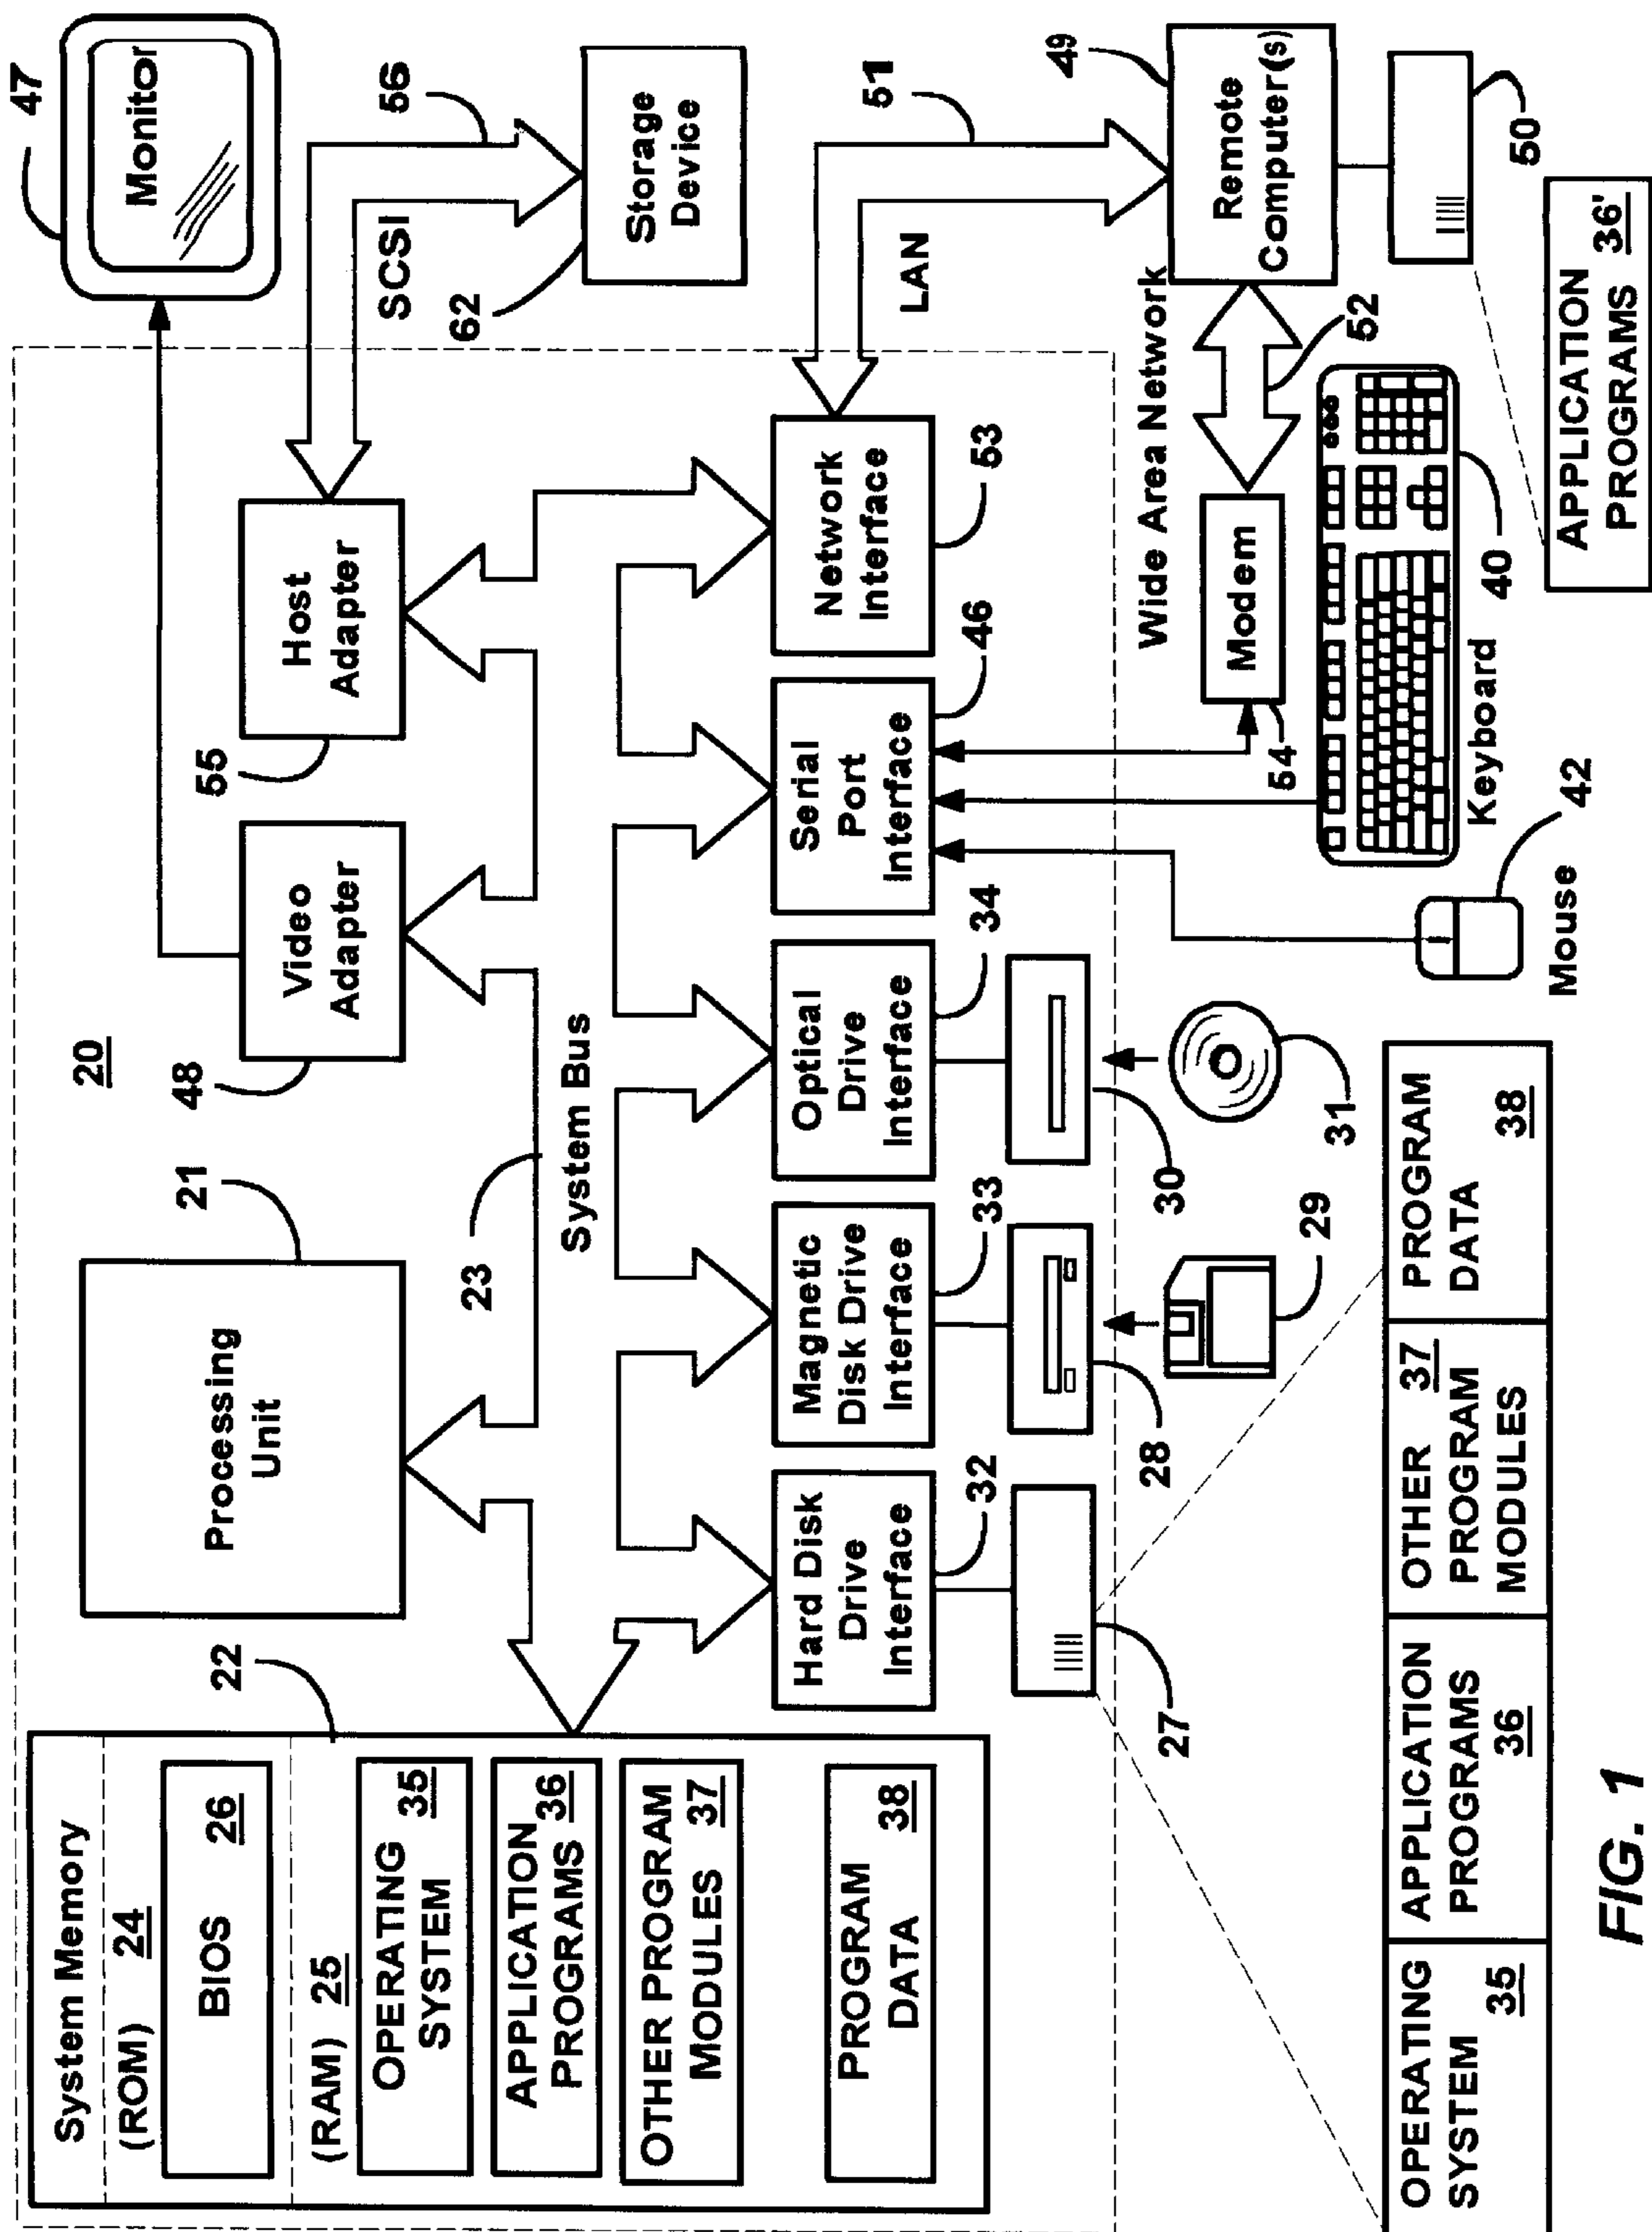 20
System Memory
(ROM) 24
BIOS 26
22
(RAM) 25
OPERATING
SYSTEM 35
APPLICATION
PROGRAMS 36
OTHER PROGRAM
MODULES 37
PROGRAM
DATA 38
Processing
Unit
21
Video
Adapter
48
Host
Adapter
55
47
Monitor
23
System Bus
SCSI
56
Storage
Device
62
Hard Disk
Drive
Interface
32
Magnetic
Disk Drive
Interface
33
Optical
Drive
Interface
34
Serial
Port
Interface
46
Network
Interface
53
LAN
51
27
28
29
30
31
54
Modem
Wide Area Network
52
Remote
Computer(s)
49
50
Mouse
42
Keyboard
40
OPERATING
SYSTEM
35
APPLICATION
PROGRAMS
36
OTHER 37
PROGRAM
MODULES
PROGRAM
DATA
38
APPLICATION
PROGRAMS 36'
FIG. 1